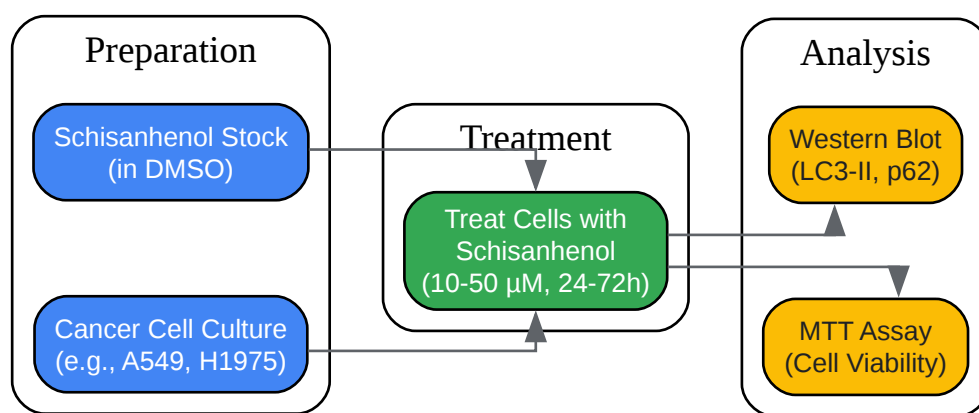 Preparation
Schisanhenol Stock
(in DMSO)
Cancer Cell Culture
(e.g., A549, H1975)
Treatment
Treat Cells with
Schisanhenol
(10-50 µM, 24-72h)
Analysis
Western Blot
(LC3-II, p62)
MTT Assay
(Cell Viability)